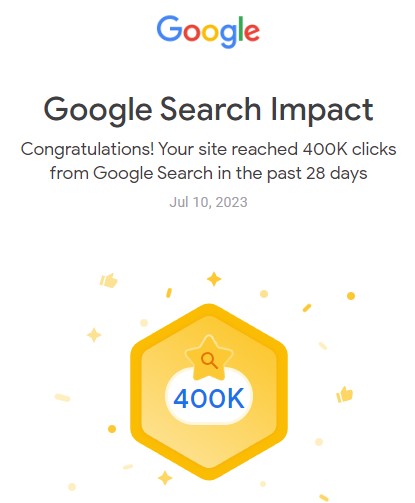 Google
Google Search Impact
Congratulations! Your site reached 400K clicks
from Google Search in the past 28 days
Jul 10, 2023
400K